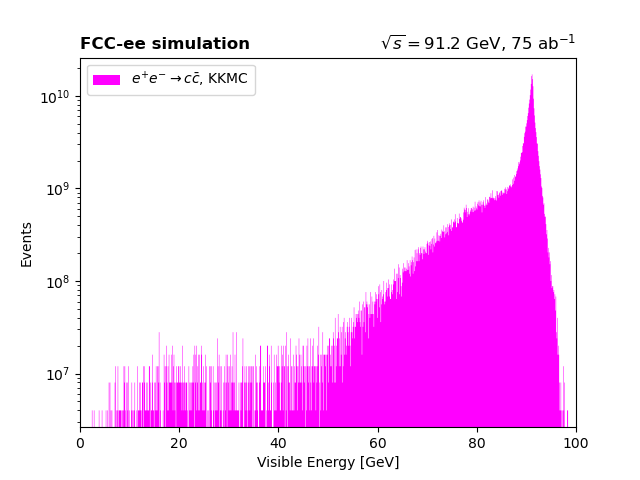 FCC-ee simulation
√s = 91.2 GeV, 75 ab⁻¹
e⁺e⁻ → cc̄, KKMC
10¹⁰
10⁹
10⁸
10⁷
Events
0 20 40 60 80 100
Visible Energy [GeV]